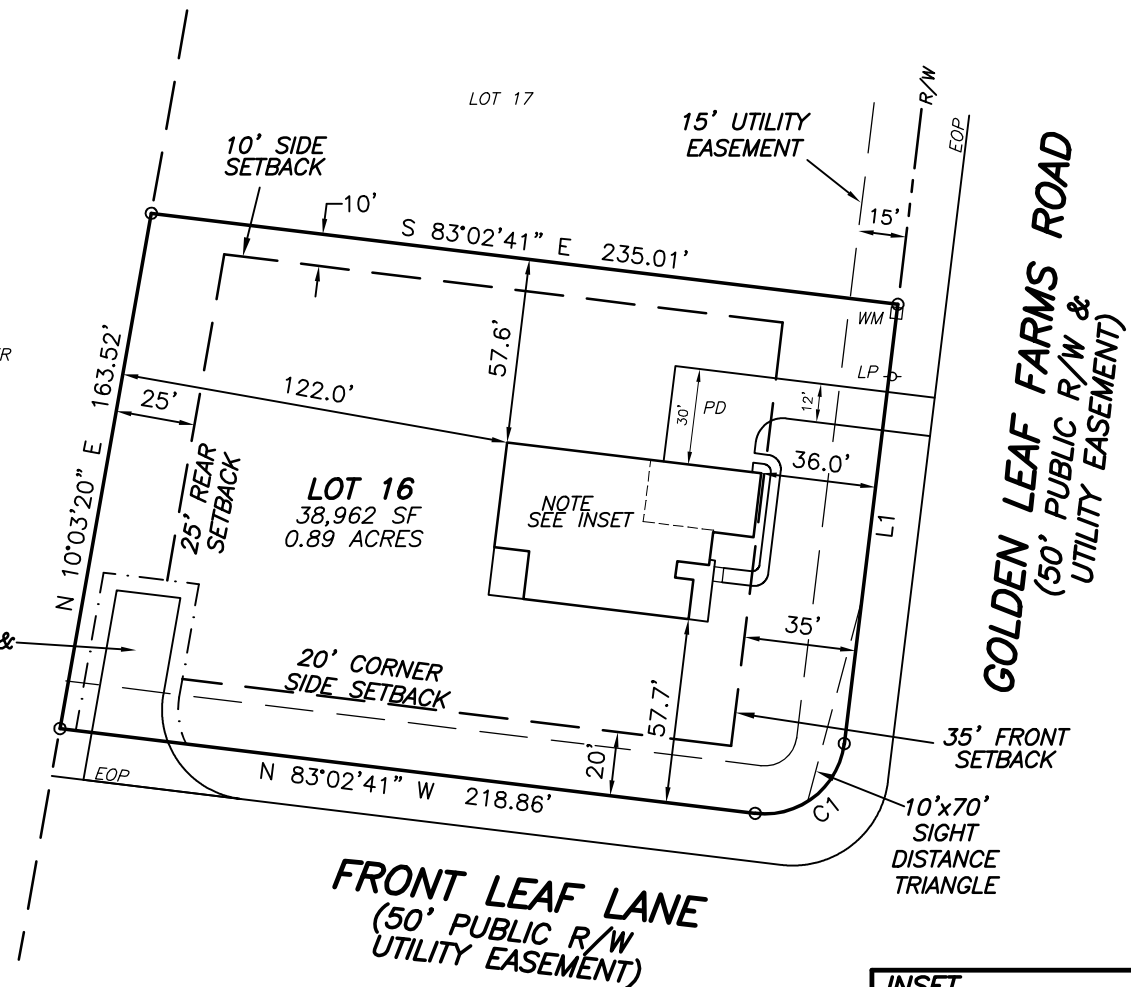 LOT 17
R/W
EOP
15' UTILITY
EASEMENT
10' SIDE
SETBACK
10'
15'
S 83°02'41" E 235.01'
WM
LP
GOLDEN LEAF FARMS ROAD
(50' PUBLIC R/W &
UTILITY EASEMENT)
57.6'
N 10°03'20" E 163.52'
122.0'
25'
30'
PD
12'
36.0'
25' REAR
SETBACK
LOT 16
38,962 SF
0.89 ACRES
NOTE
SEE INSET
L1
&
35'
20' CORNER
SIDE SETBACK
57.7'
20'
35' FRONT
SETBACK
EOP
N 83°02'41" W 218.86'
C1
10'x70'
SIGHT
DISTANCE
TRIANGLE
FRONT LEAF LANE
(50' PUBLIC R/W
UTILITY EASEMENT)
INSET